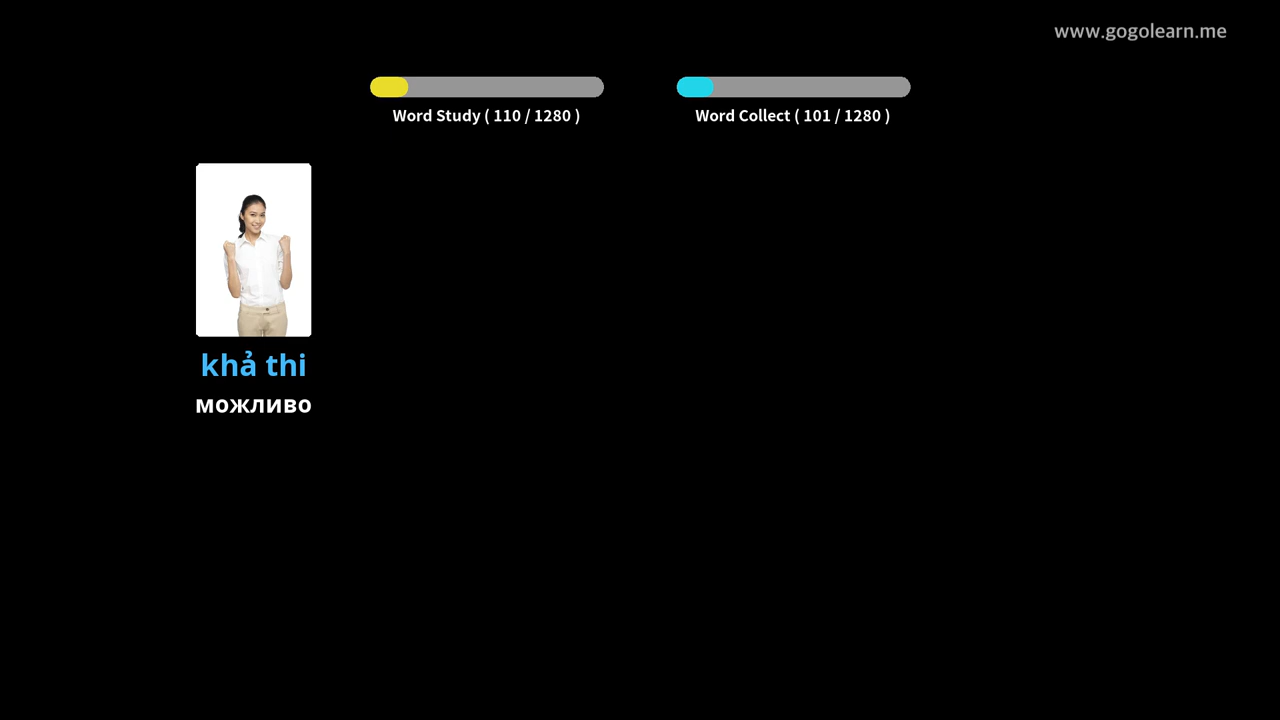 www.gogolearn.me
Word Study ( 110 / 1280 )
Word Collect ( 101 / 1280 )
khả thi
можливо